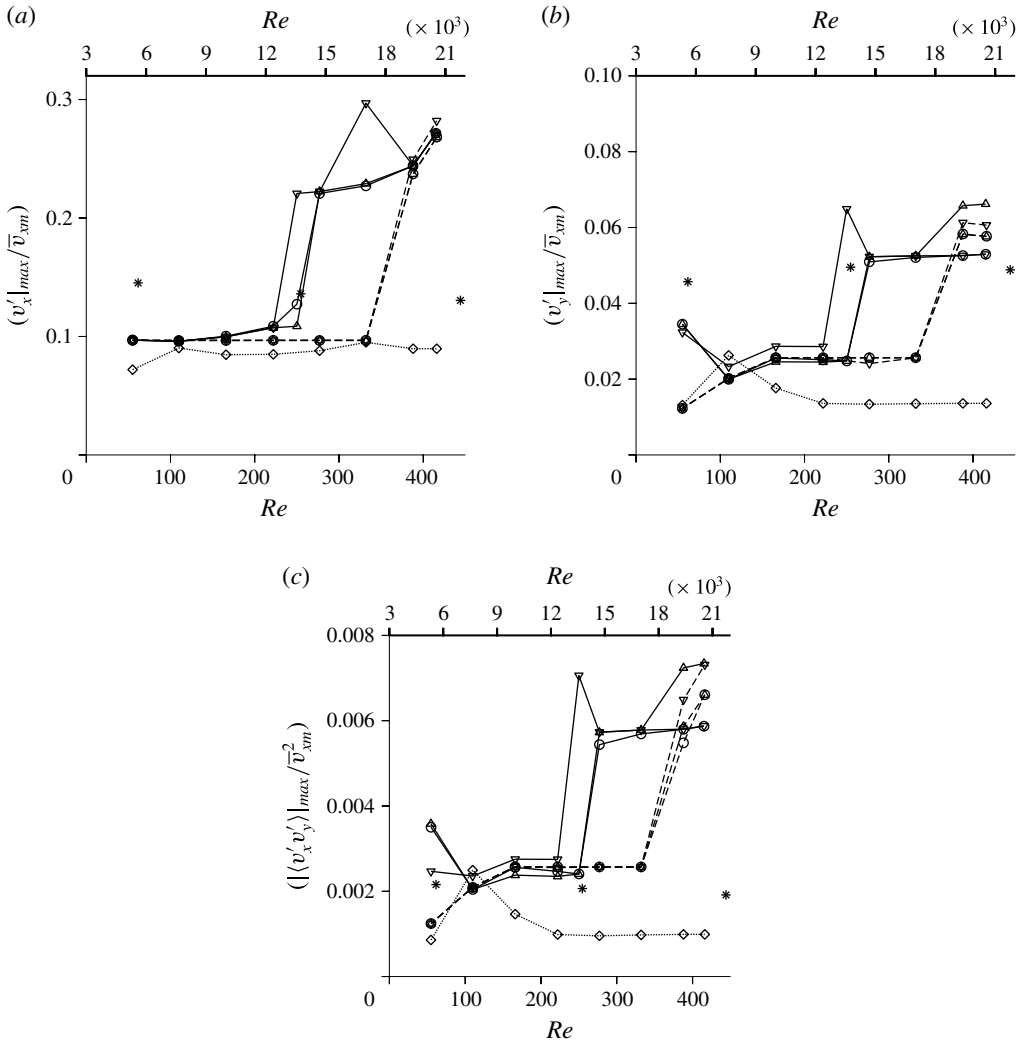 (a)
Re
(× 10³)
3 6 9 12 15 18 21
0.3
0.2
0.1
(v′ₓ|max/v̄ₓₘ)
0 100 200 300 400
Re
(b)
Re
(× 10³)
3 6 9 12 15 18 21
0.10
0.08
0.06
0.04
0.02
(v′ᵧ|max/v̄ₓₘ)
0 100 200 300 400
Re
(c)
Re
(× 10³)
3 6 9 12 15 18 21
0.008
0.006
0.004
0.002
(|⟨v′ₓv′ᵧ⟩|max/v̄²ₓₘ)
0 100 200 300 400
Re